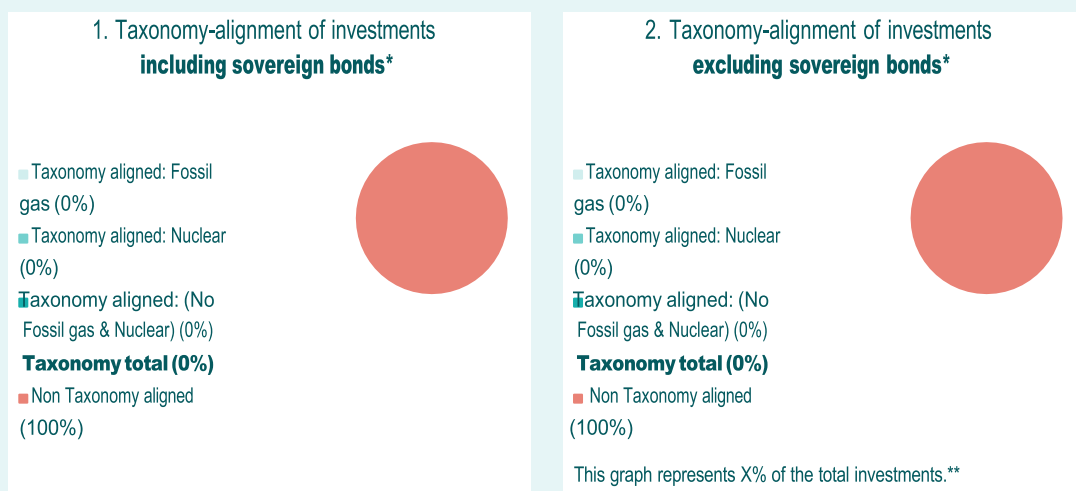 1. Taxonomy-alignment of investments
including sovereign bonds*
Taxonomy aligned: Fossil
gas (0%)
Taxonomy aligned: Nuclear
(0%)
Taxonomy aligned: (No
Fossil gas & Nuclear) (0%)
Taxonomy total (0%)
Non Taxonomy aligned
(100%)
2. Taxonomy-alignment of investments
excluding sovereign bonds*
Taxonomy aligned: Fossil
gas (0%)
Taxonomy aligned: Nuclear
(0%)
Taxonomy aligned: (No
Fossil gas & Nuclear) (0%)
Taxonomy total (0%)
Non Taxonomy aligned
(100%)
This graph represents X% of the total investments.**